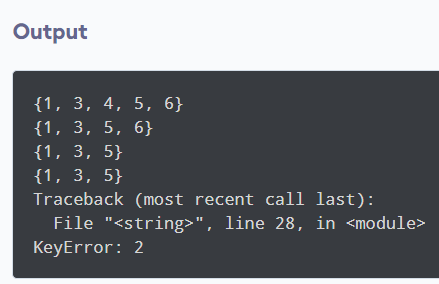 Output
{1, 3, 4, 5, 6}
{1, 3, 5, 6}
{1, 3, 5}
{1, 3, 5}
Traceback (most recent call last):
  File "<string>", line 28, in <module>
KeyError: 2